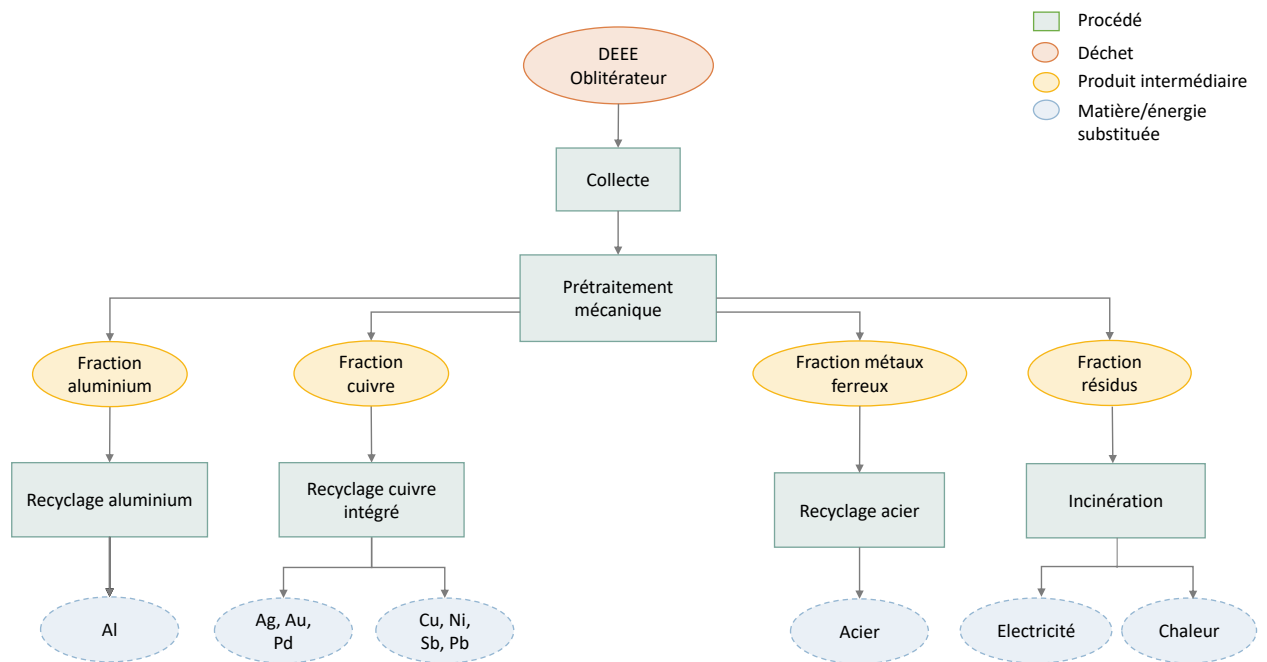 DEEE
Oblitérateur
Procédé
Déchet
Produit intermédiaire
Matière/énergie
substituée
Collecte
Prétraitement
mécanique
Fraction
aluminium
Fraction
cuivre
Fraction métaux
ferreux
Fraction
résidus
Recyclage aluminium
Recyclage cuivre
intégré
Recyclage acier
Incinération
Al
Ag, Au,
Pd
Cu, Ni,
Sb, Pb
Acier
Electricité
Chaleur